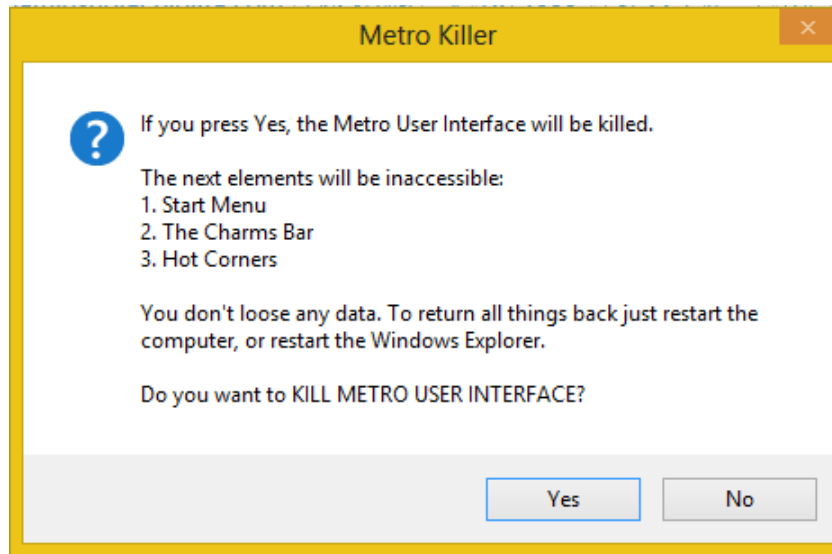 Metro Killer
If you press Yes, the Metro User Interface will be killed.
The next elements will be inaccessible:
1. Start Menu
2. The Charms Bar
3. Hot Corners
You don't loose any data. To return all things back just restart the
computer, or restart the Windows Explorer.
Do you want to KILL METRO USER INTERFACE?
Yes
No